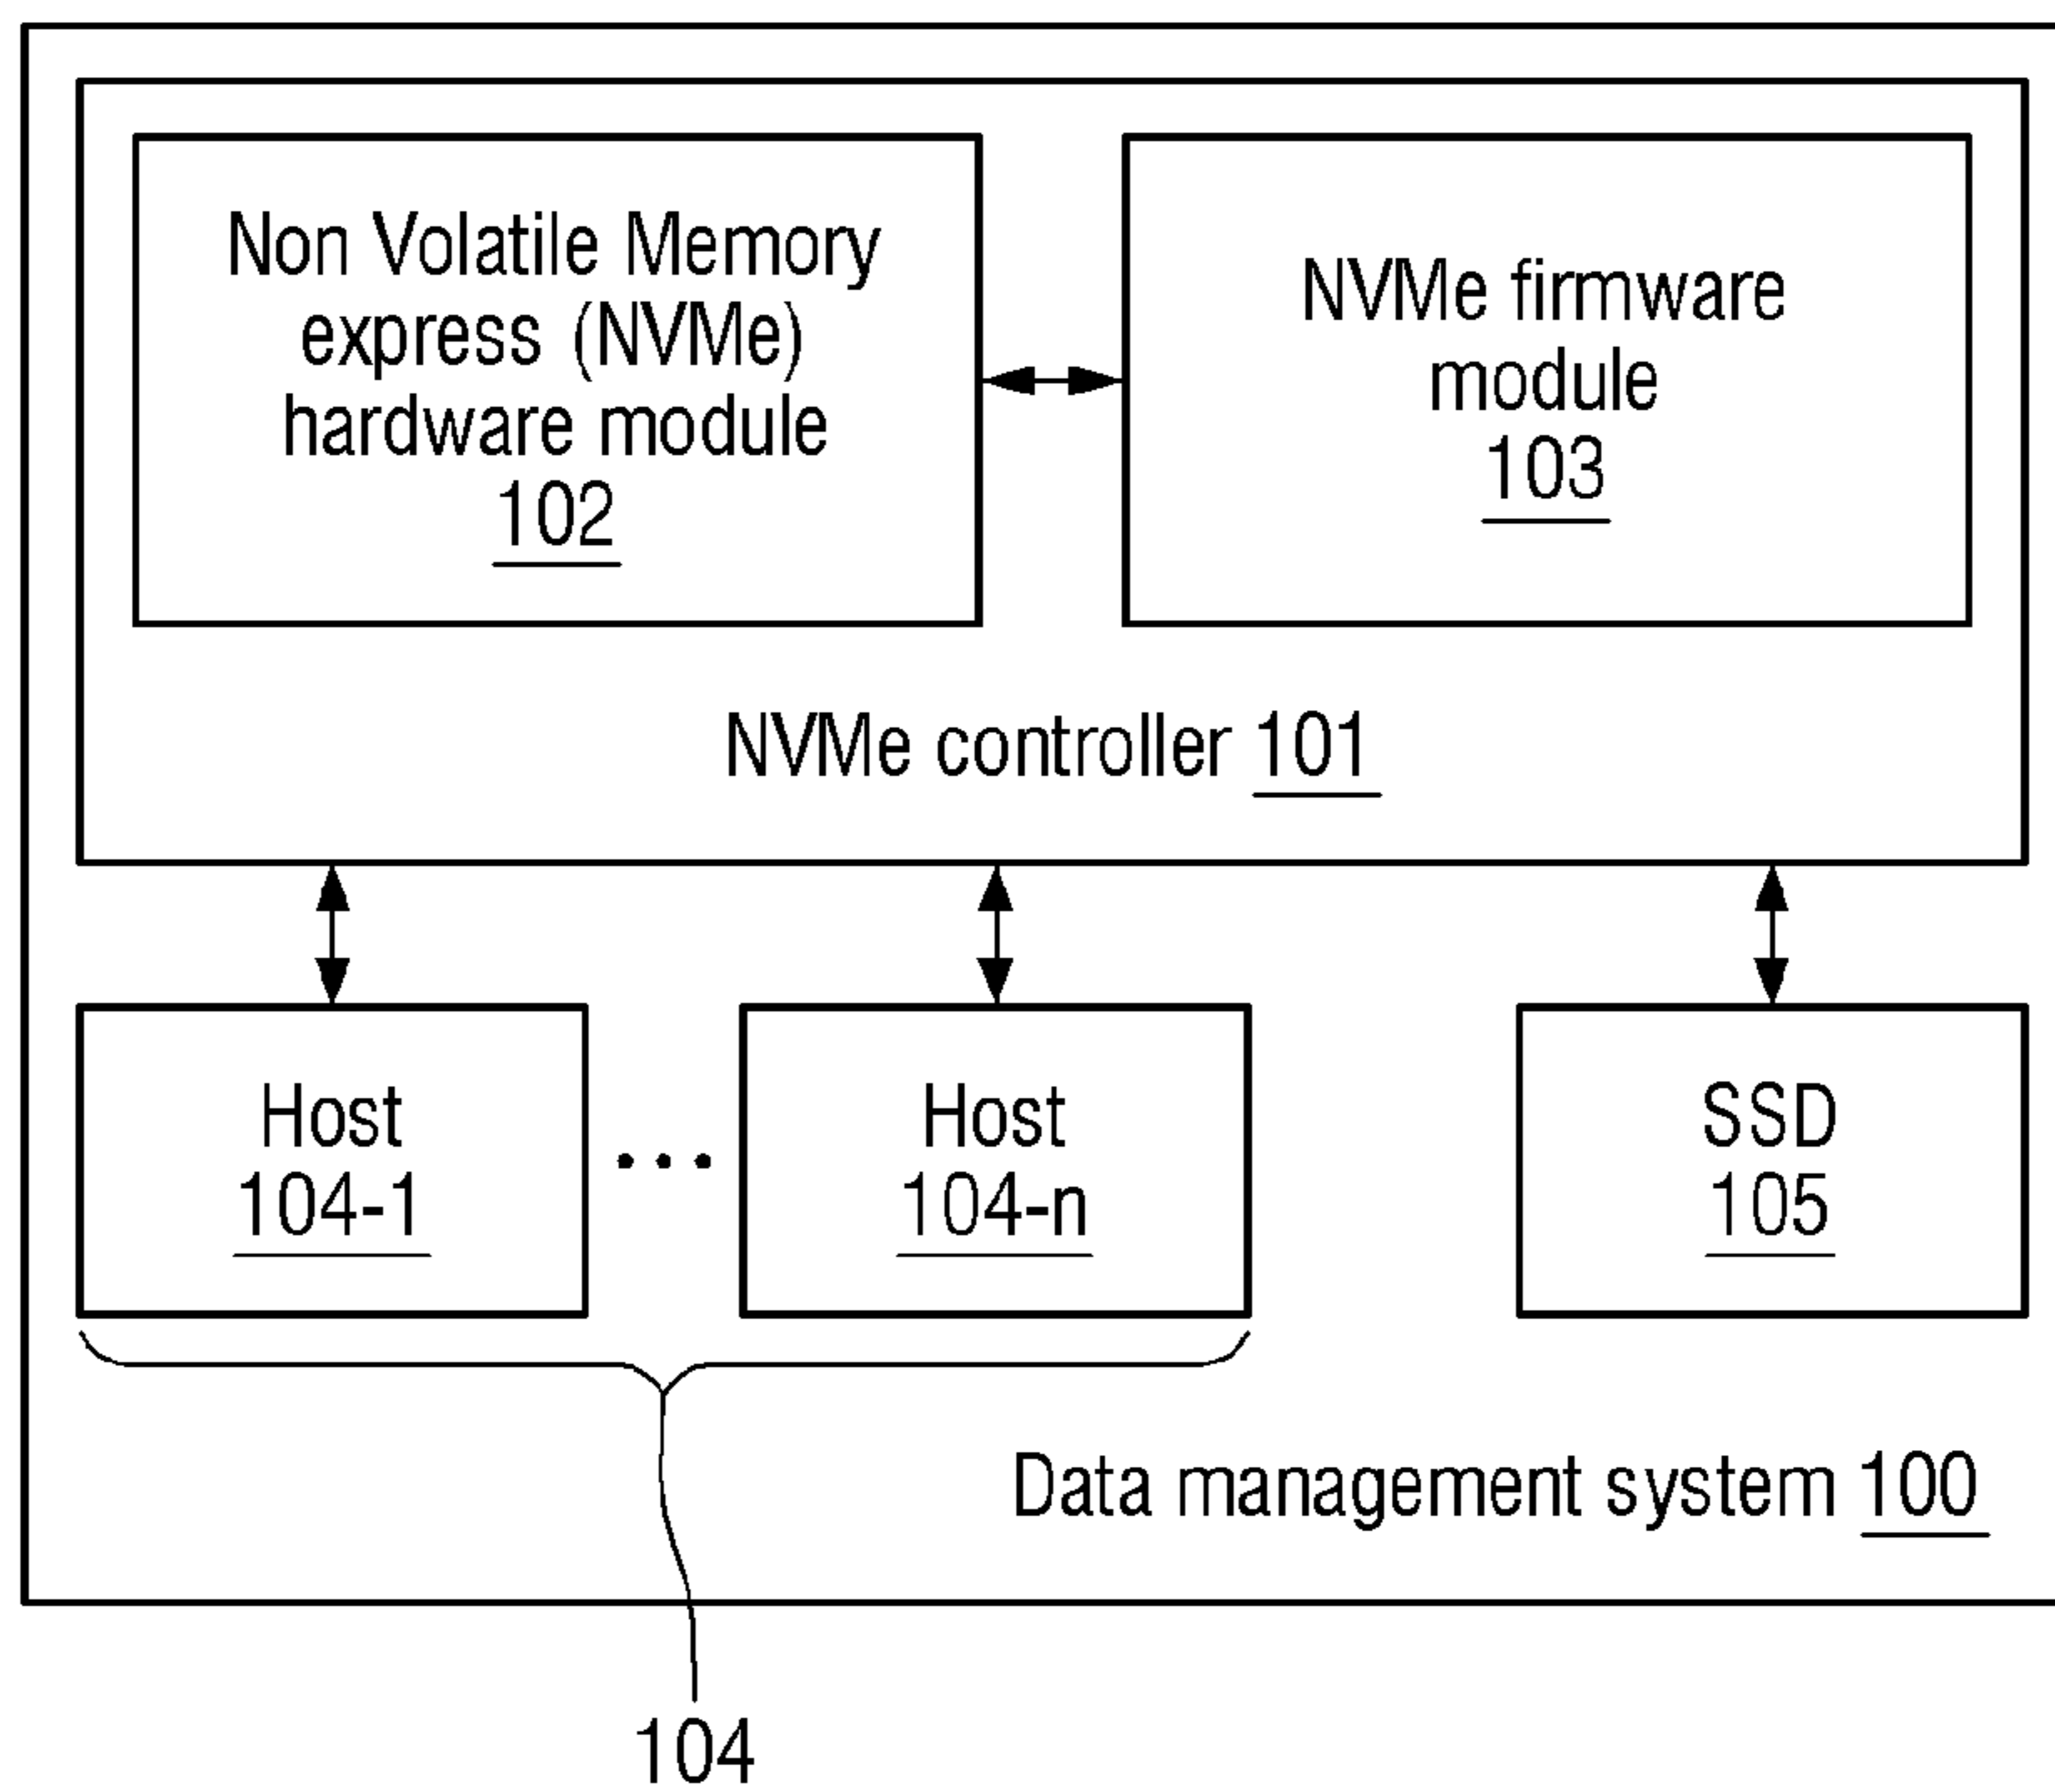 Non Volatile Memory
express (NVMe)
hardware module
102
NVMe firmware
module
103
NVMe controller 101
Host
104-1
...
Host
104-n
SSD
105
Data management system 100
104